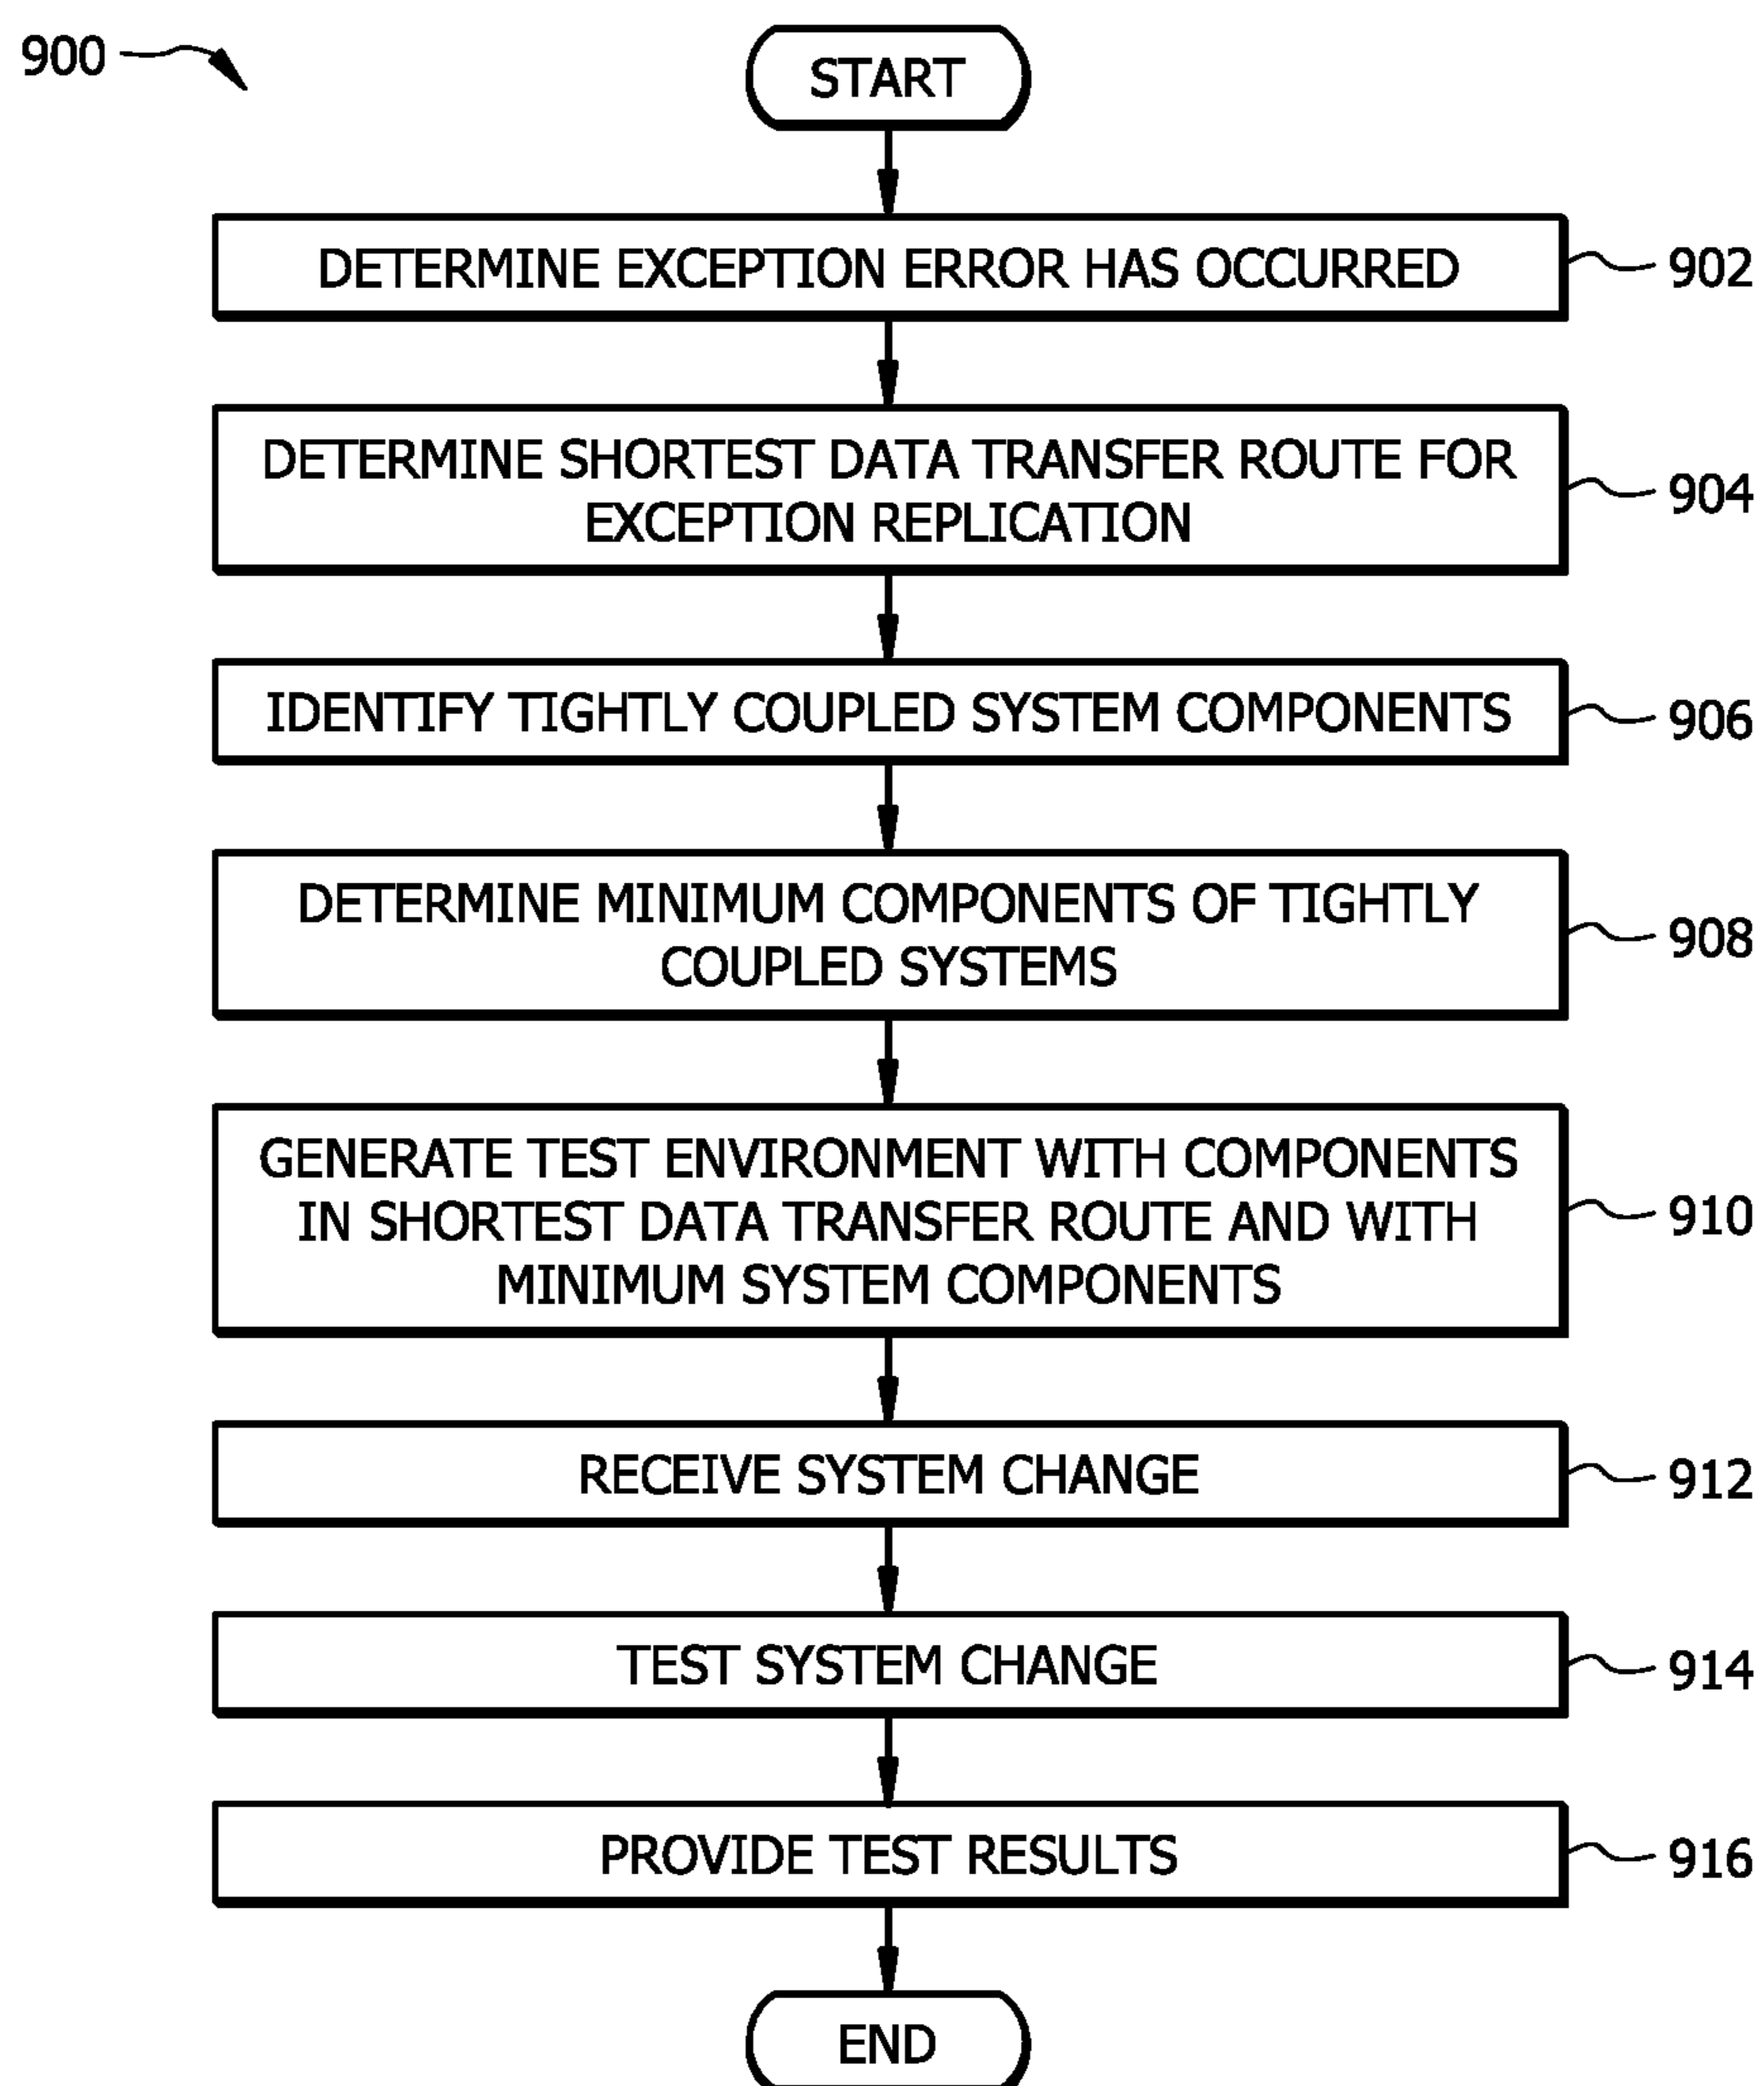 900
START
DETERMINE EXCEPTION ERROR HAS OCCURRED
902
DETERMINE SHORTEST DATA TRANSFER ROUTE FOR
EXCEPTION REPLICATION
904
IDENTIFY TIGHTLY COUPLED SYSTEM COMPONENTS
906
DETERMINE MINIMUM COMPONENTS OF TIGHTLY
COUPLED SYSTEMS
908
GENERATE TEST ENVIRONMENT WITH COMPONENTS
IN SHORTEST DATA TRANSFER ROUTE AND WITH
MINIMUM SYSTEM COMPONENTS
910
RECEIVE SYSTEM CHANGE
912
TEST SYSTEM CHANGE
914
PROVIDE TEST RESULTS
916
END